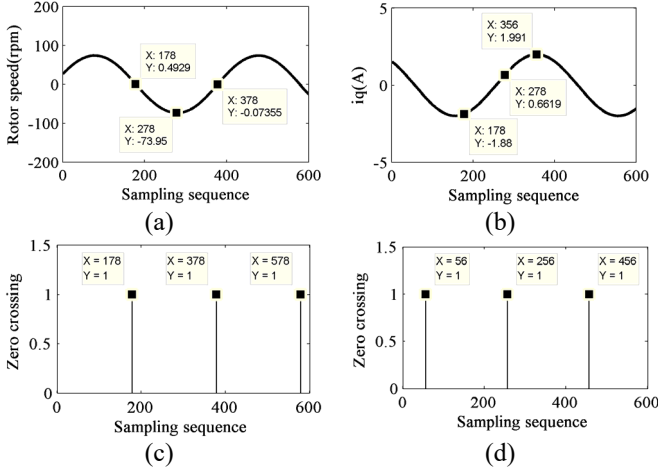 200
100
0
-100
-200
Rotor speed(rpm)
X: 178
Y: 0.4929
X: 378
Y: -0.07355
X: 278
Y: -73.95
0
200
400
600
Sampling sequence
(a)
5
0
-5
iq(A)
X: 356
Y: 1.991
X: 278
Y: 0.6619
X: 178
Y: -1.88
0
200
400
600
Sampling sequence
(b)
1.5
1
0.5
0
Zero crossing
X = 178
Y = 1
X = 378
Y = 1
X = 578
Y = 1
0
200
400
600
Sampling sequence
(c)
1.5
1
0.5
0
Zero crossing
X = 56
Y = 1
X = 256
Y = 1
X = 456
Y = 1
0
200
400
600
Sampling sequence
(d)